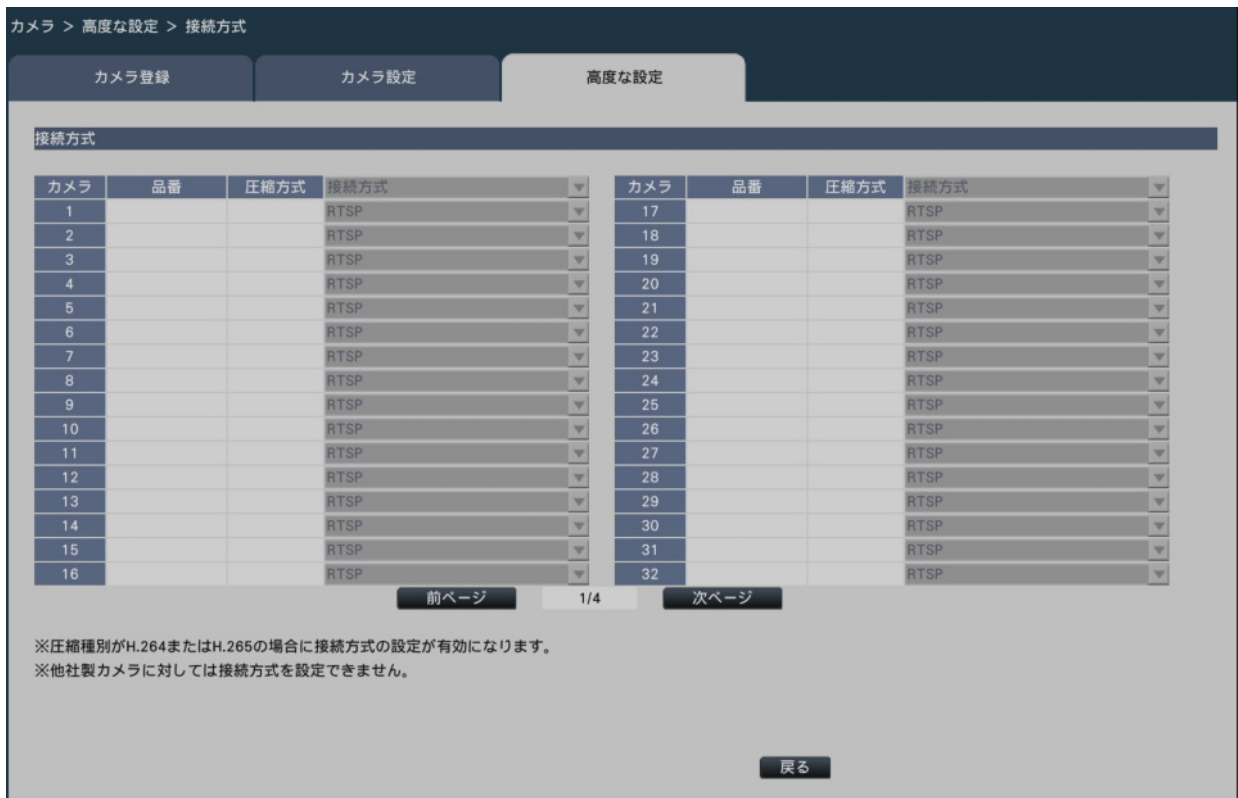 カメラ > 高度な設定 > 接続方式
カメラ登録 カメラ設定 高度な設定
接続方式
カメラ 品番 圧縮方式 接続方式 カメラ 品番 圧縮方式 接続方式
1 RTSP 17 RTSP
2 RTSP 18 RTSP
3 RTSP 19 RTSP
4 RTSP 20 RTSP
5 RTSP 21 RTSP
6 RTSP 22 RTSP
7 RTSP 23 RTSP
8 RTSP 24 RTSP
9 RTSP 25 RTSP
10 RTSP 26 RTSP
11 RTSP 27 RTSP
12 RTSP 28 RTSP
13 RTSP 29 RTSP
14 RTSP 30 RTSP
15 RTSP 31 RTSP
16 RTSP 32 RTSP
前ページ 1/4 次ページ
※圧縮種別がH.264またはH.265の場合に接続方式の設定が有効になります。
※他社製カメラに対しては接続方式を設定できません。
戻る